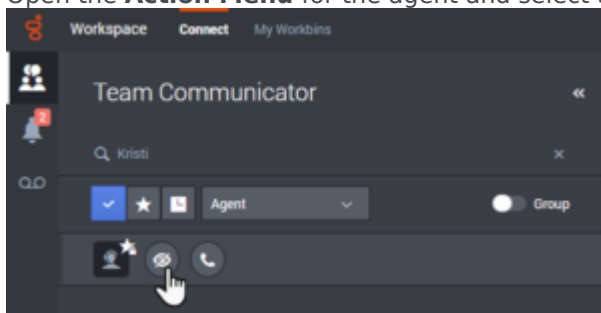 Open the Action Menu for the agent and select
Workspace Connect My Workbins
Team Communicator
2
Kristi
Agent
Group